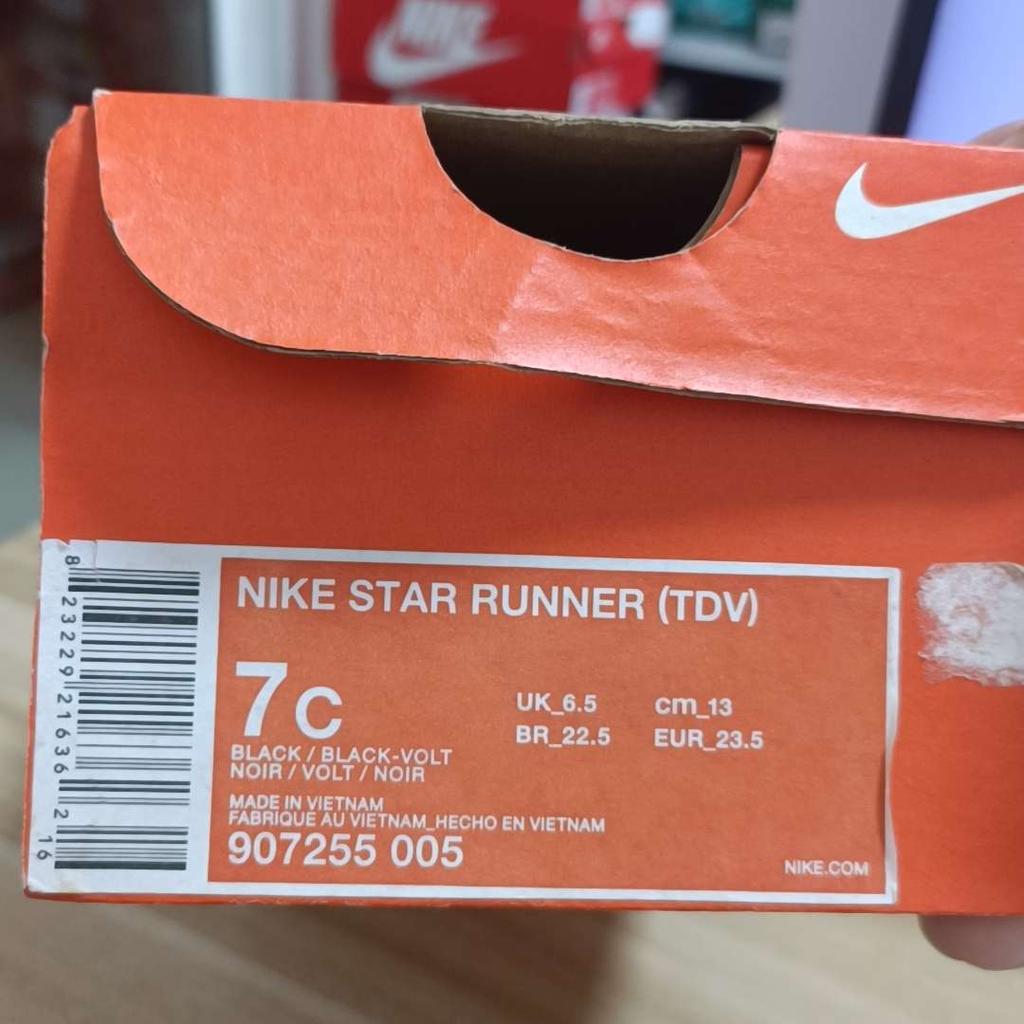 NIKE
NIKE STAR RUNNER (TDV)
7C
UK_6.5 cm_13
BR_22.5 EUR_23.5
BLACK / BLACK-VOLT
NOIR / VOLT / NOIR
MADE IN VIETNAM
FABRIQUE AU VIETNAM_HECHO EN VIETNAM
907255 005
NIKE.COM
8 23229 21636 2
16